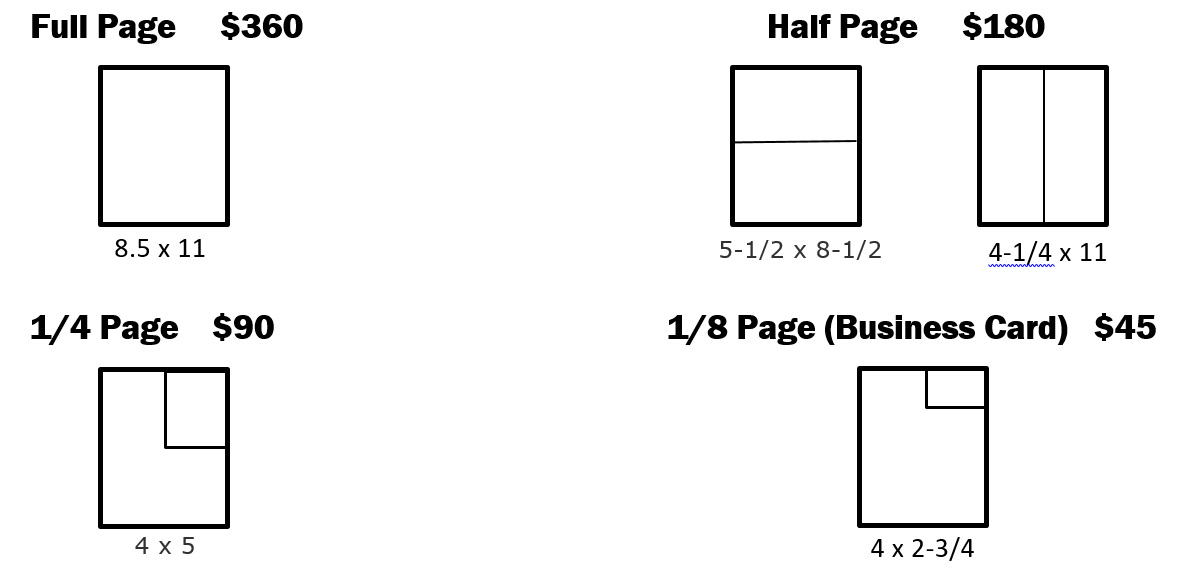 Full Page $360
Half Page $180
8.5 x 11
5-1/2 x 8-1/2
4-1/4 x 11
1/4 Page $90
1/8 Page (Business Card) $45
4 x 5
4 x 2-3/4